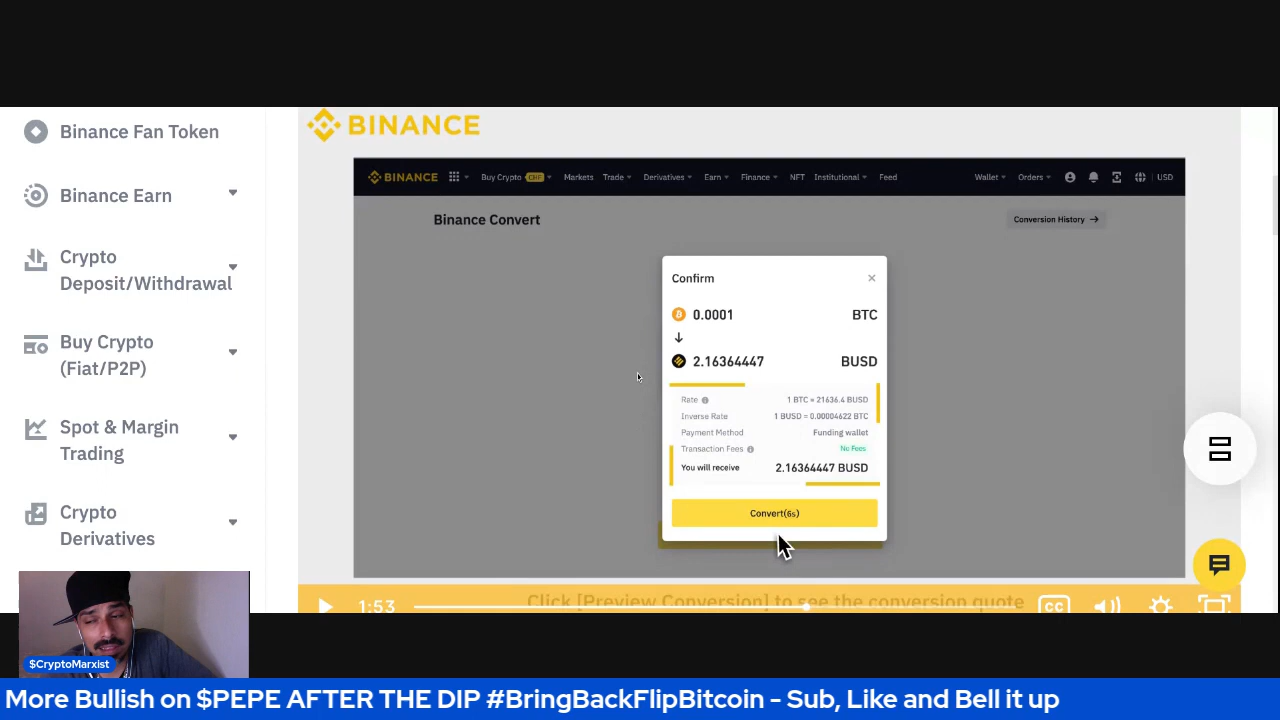 Binance Fan Token
Binance Earn
Crypto
Deposit/Withdrawal
Buy Crypto
(Fiat/P2P)
Spot & Margin
Trading
Crypto
Derivatives
BINANCE
BINANCE Buy Crypto CHF Markets Trade Derivatives Earn Finance NFT Institutional Feed Wallet Orders USD
Binance Convert
Conversion History →
Confirm ×
0.0001 BTC
↓
2.16364447 BUSD
Rate 1 BTC = 21636.4 BUSD
Inverse Rate 1 BUSD = 0.00004622 BTC
Payment Method Funding wallet
Transaction Fees No Fees
You will receive 2.16364447 BUSD
Convert(6s)
Click [Preview Conversion] to see the conversion quote
1:53 CC
$CryptoMarxist
More Bullish on $PEPE AFTER THE DIP #BringBackFlipBitcoin - Sub, Like and Bell it up